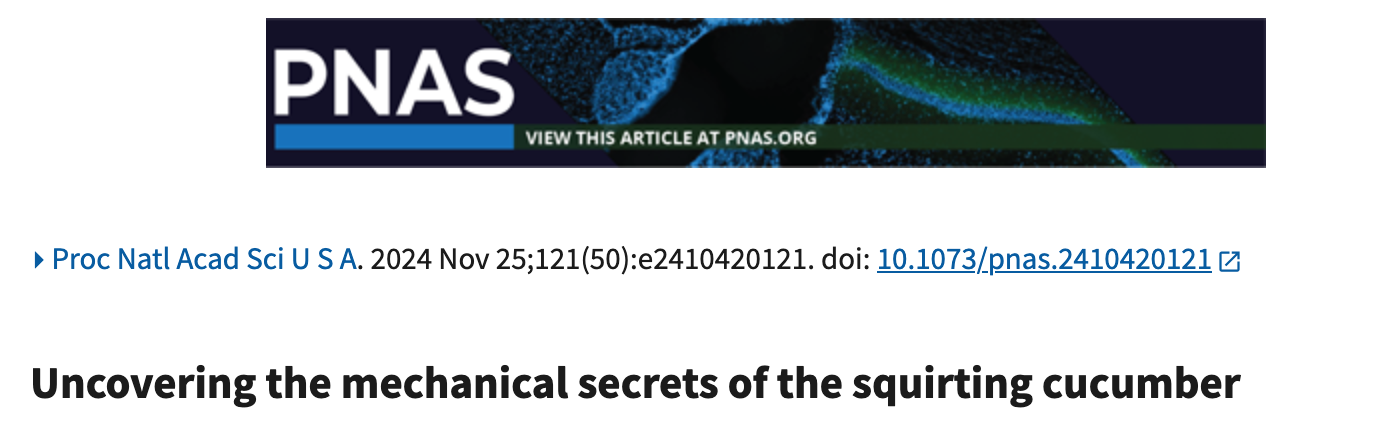 PNAS
VIEW THIS ARTICLE AT PNAS.ORG
Proc Natl Acad Sci U S A. 2024 Nov 25;121(50):e2410420121. doi: 10.1073/pnas.2410420121
Uncovering the mechanical secrets of the squirting cucumber